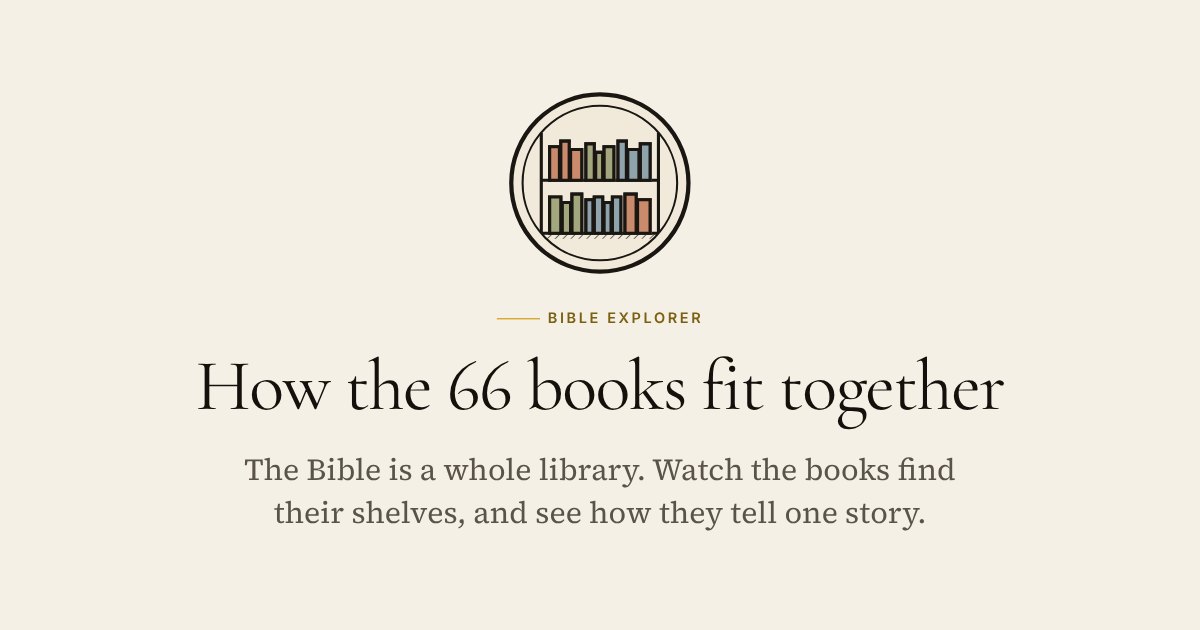 BIBLE EXPLORER
How the 66 books fit together
The Bible is a whole library. Watch the books find
their shelves, and see how they tell one story.